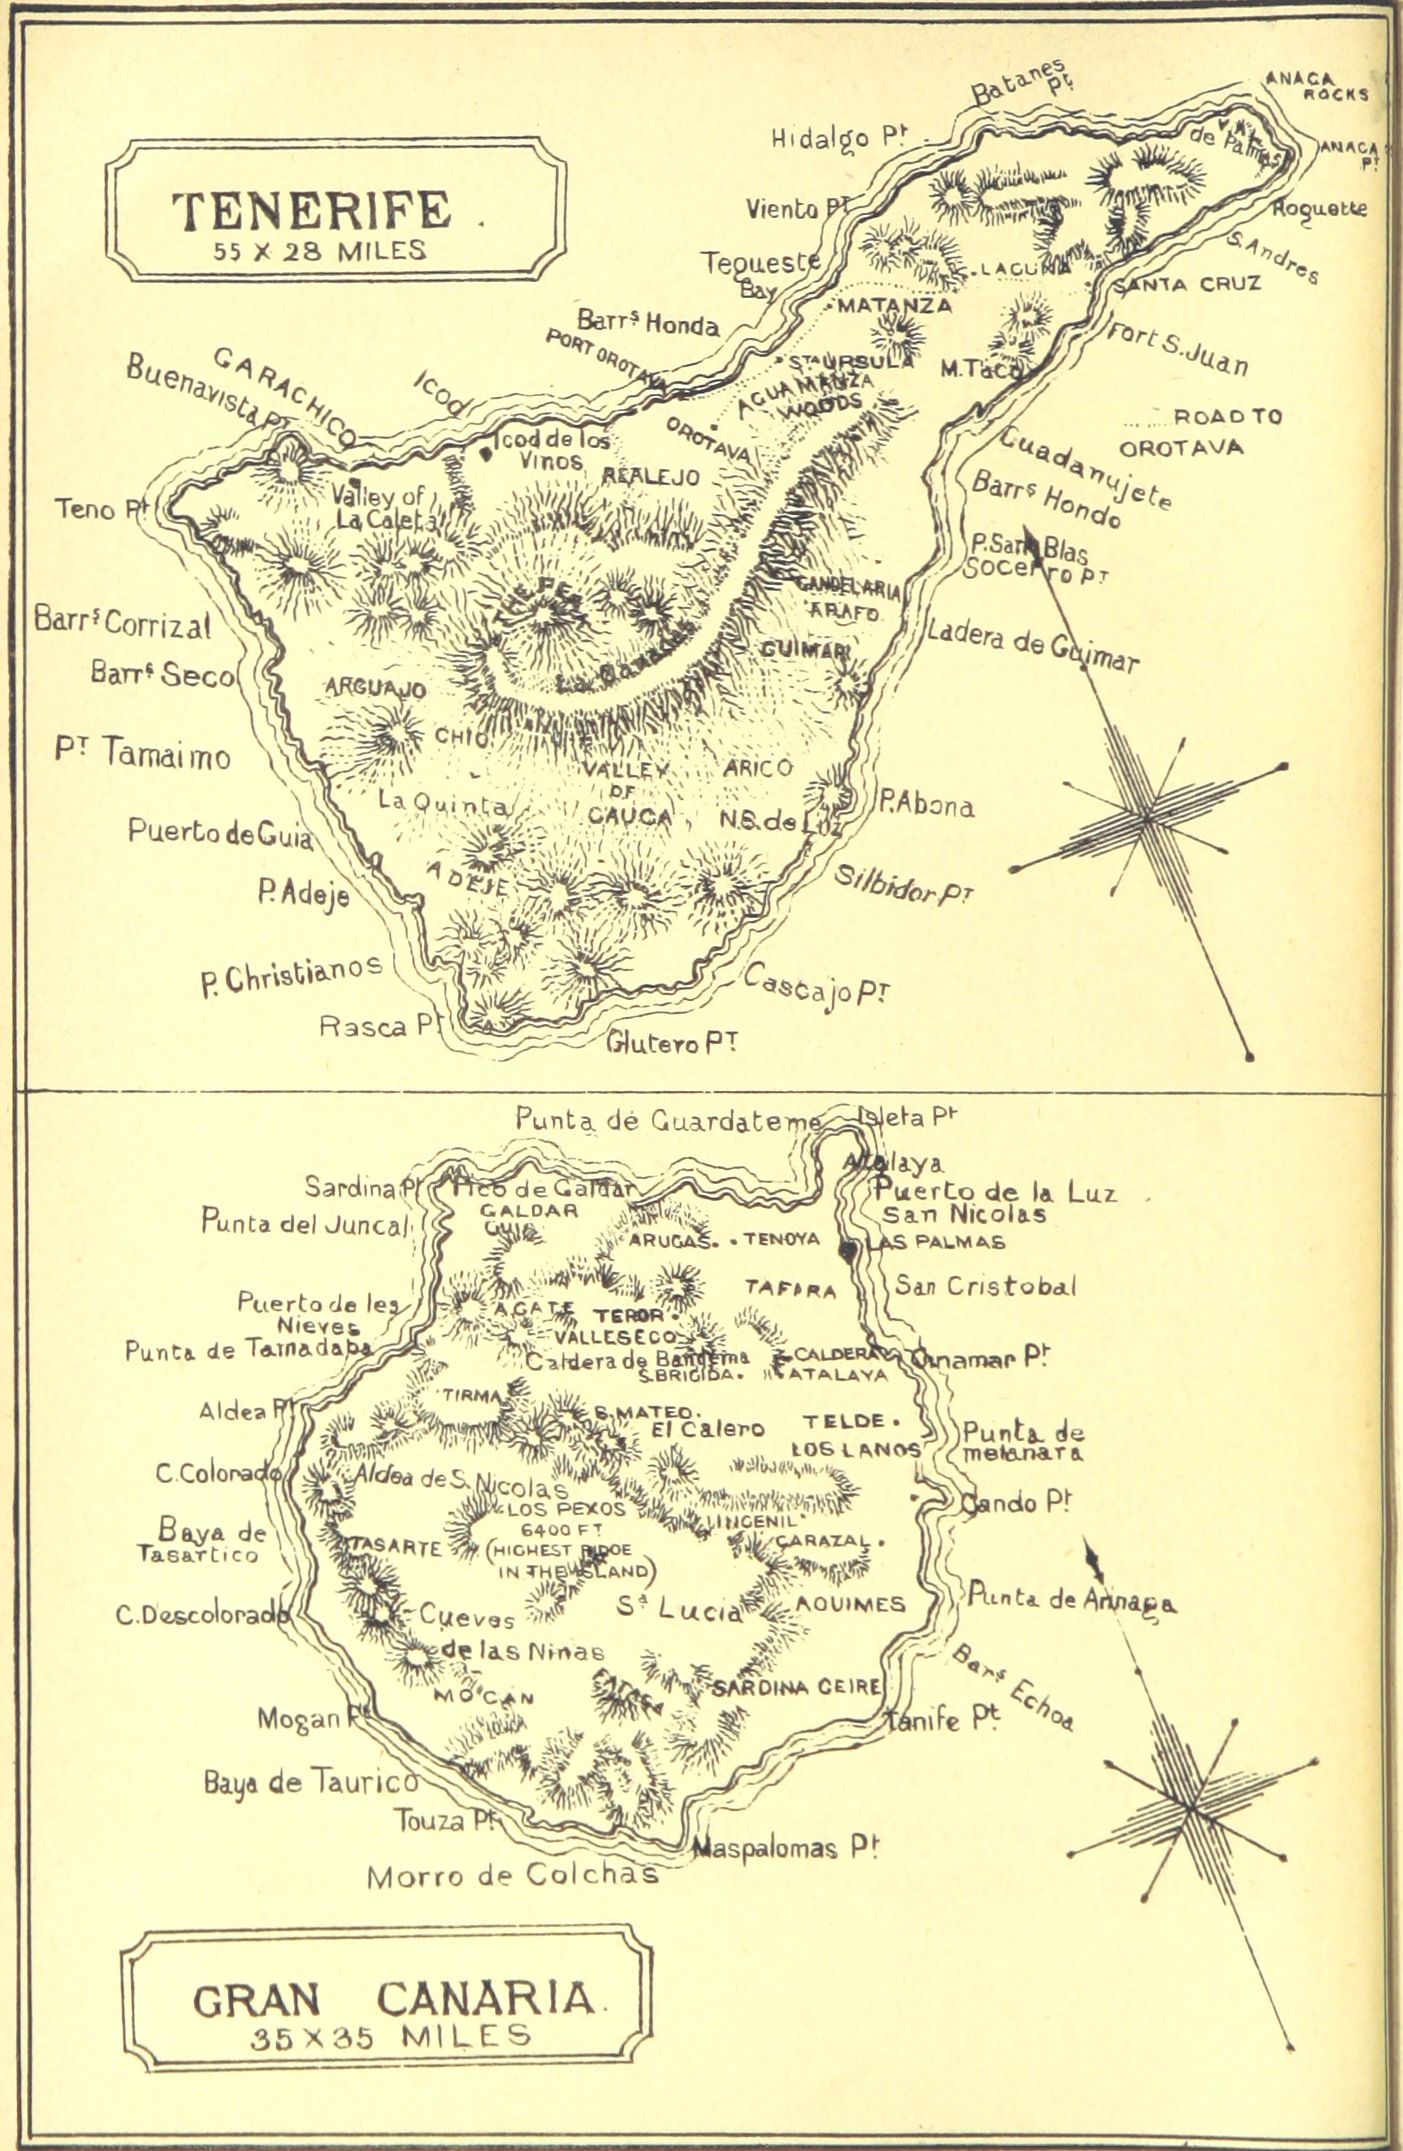 TENERIFE
55 X 28 MILES
Batanes
Pt
ANAGA
ROCKS
Hidalgo Pt
de Palmas
ANAGA
PT
Viento PT
Roguette
S. Andres
Tegueste
Bay
LAGUNA
SANTA CRUZ
MATANZA
Barrs Honda
PORT OROTAVA
Fort S. Juan
Sta URSULA
M. Taco
AGUA MANZA
WOODS
GARACHICO
Buenavista Pt
Icod
ROAD TO
OROTAVA
OROTAVA
Icod de los
Vinos
REALEJO
Guadanujete
Barrs Hondo
Valley of
La Caleta
Teno Pt
P. San Blas
Socerro PT
THE PEAK
CANDELARIA
ARAFO
Barrs Corrizal
Ladera de Guimar
GUIMAR
Las Canadas
Barrs Seco
ARGUAJO
CHIO
PT Tamaimo
VALLEY
OF
GAUGA
ARICO
La Quinta
P. Abona
N.S. de Luz
Puerto de Guia
ADEJE
P. Adeje
Silbidor PT
P. Christianos
Cascajo PT
Rasca Pt
Glutero PT
Punta de Guardateme
Isleta Pt
Atalaya
Sardina Pt
Pico de Galdar
Puerto de la Luz
GALDAR
San Nicolas
Punta del Juncal
GUIA
ARUGAS.
. TENOYA
LAS PALMAS
TAFIRA
San Cristobal
Puerto de les
Nieves
AGATE
TEROR.
VALLESECO
Punta de Tamadaba
Caldera de Bandema
CALDERA
Ginamar Pt
S. BRIGIDA.
ATALAYA
TIRMA
Aldea Pt
S. MATEO.
El Calero
TELDE.
LOS LANOS
Punta de
melanara
C. Colorado
Aldea de S. Nicolas
LOS PEXOS
6400 FT
(HIGHEST RIDGE
IN THE ISLAND)
Gando Pt
INGENIL
Baya de
Tasartico
TASARTE
CARAZAL.
C. Descolorado
Cueves
de las Ninas
Sa Lucia
AQUIMES
Punta de Arinaga
Bars Echoa
MOGAN
FATAGA
SARDINA GEIRE
Mogan Pt
Tanife Pt
Baya de Taurico
Touza Pt
Maspalomas Pt
Morro de Colchas
GRAN CANARIA.
35 X 35 MILES